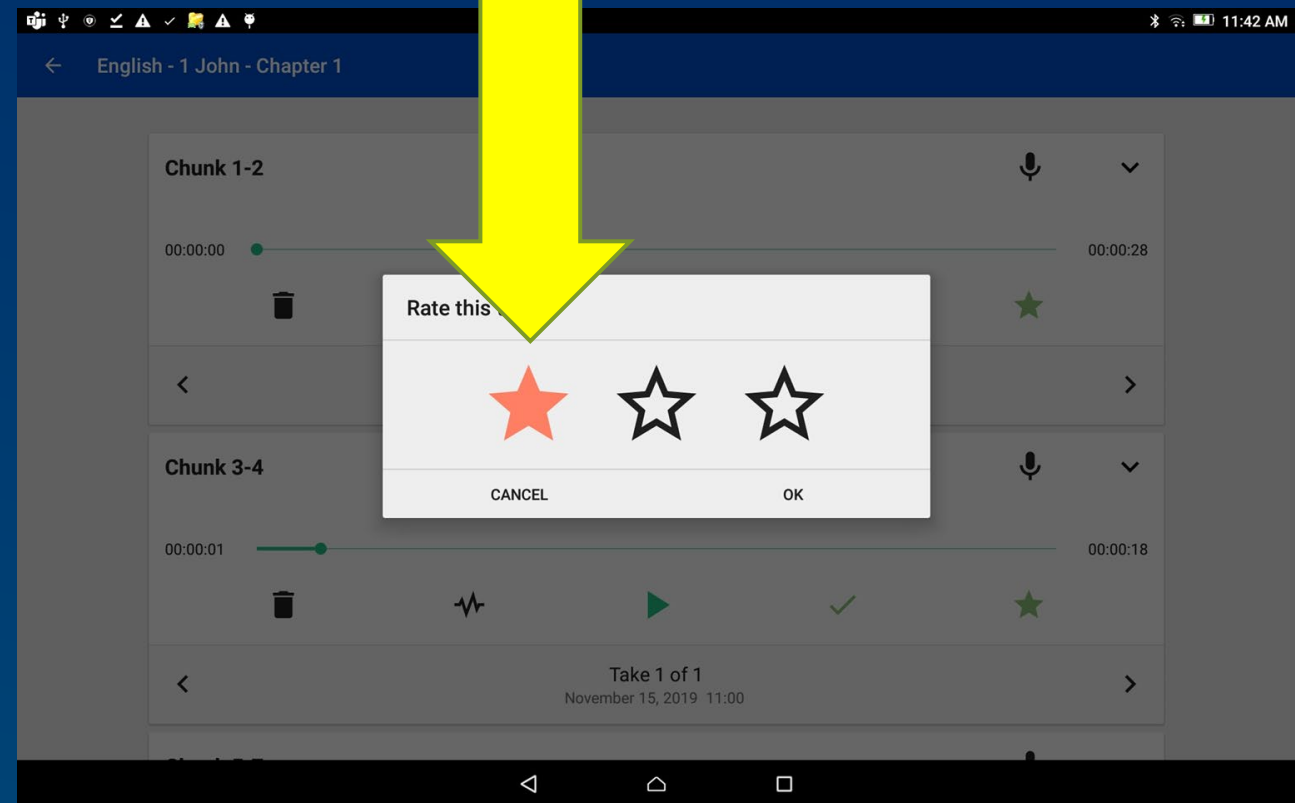 11:42 AM
English - 1 John - Chapter 1
Chunk 1-2
00:00:00
00:00:28
Rate this
CANCEL
OK
Chunk 3-4
00:00:01
00:00:18
Take 1 of 1
November 15, 2019 11:00